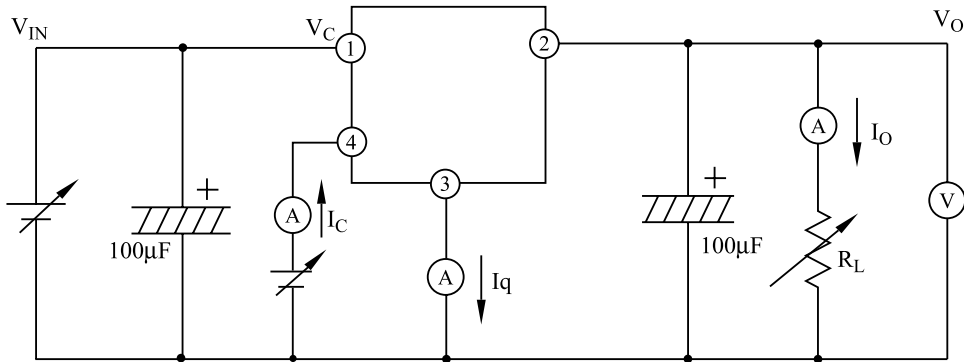 V_IN
V_C
V_O
1
2
4
3
A
I_O
+
100µF
A
I_C
A
Iq
+
100µF
R_L
V